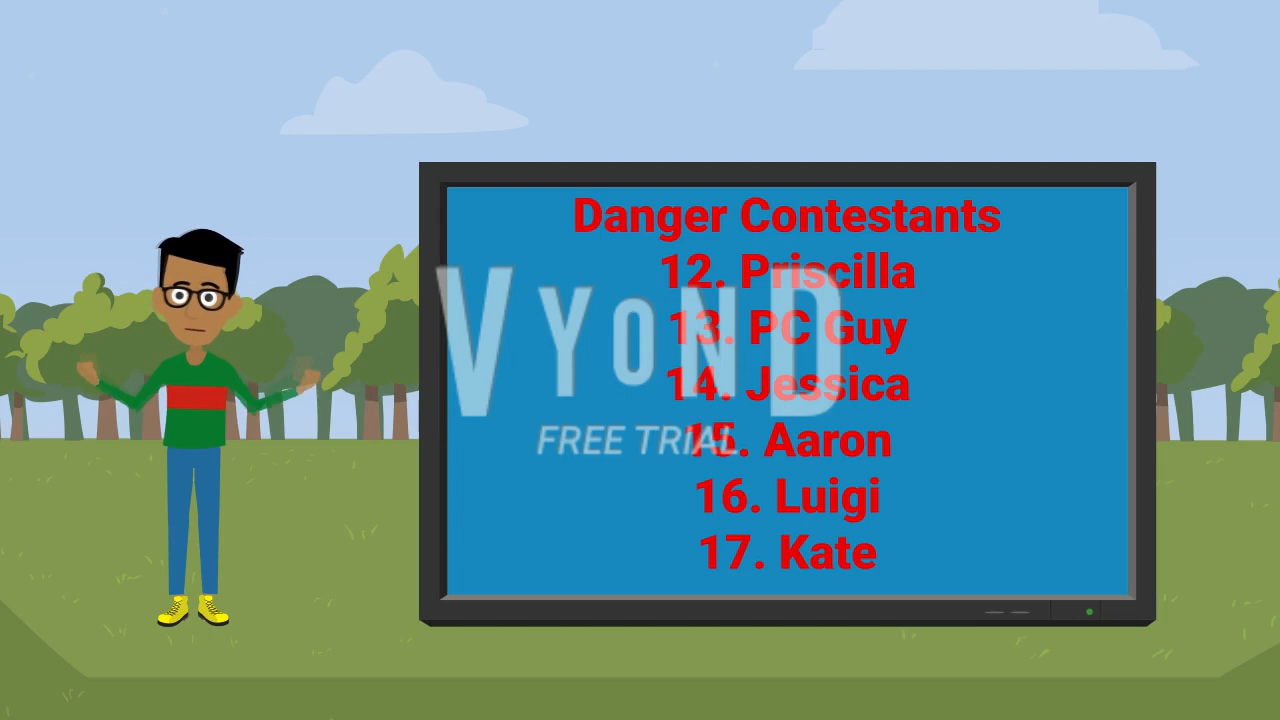 Danger Contestants
12. Priscilla
13. PC Guy
14. Jessica
15. Aaron
16. Luigi
17. Kate
VYOND
FREE TRIAL